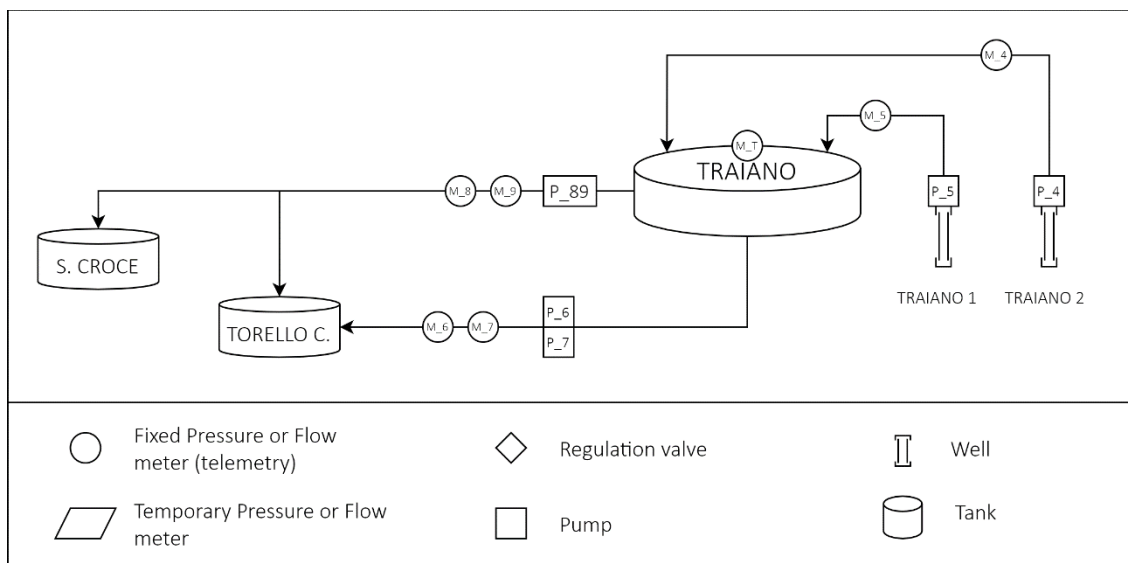 M_4
M_5
M_T
TRAIANO
M_8
M_9
P_89
P_5
P_4
S. CROCE
TRAIANO 1
TRAIANO 2
TORELLO C.
M_6
M_7
P_6
P_7
Fixed Pressure or Flow
meter (telemetry)
Regulation valve
Well
Temporary Pressure or Flow
meter
Pump
Tank